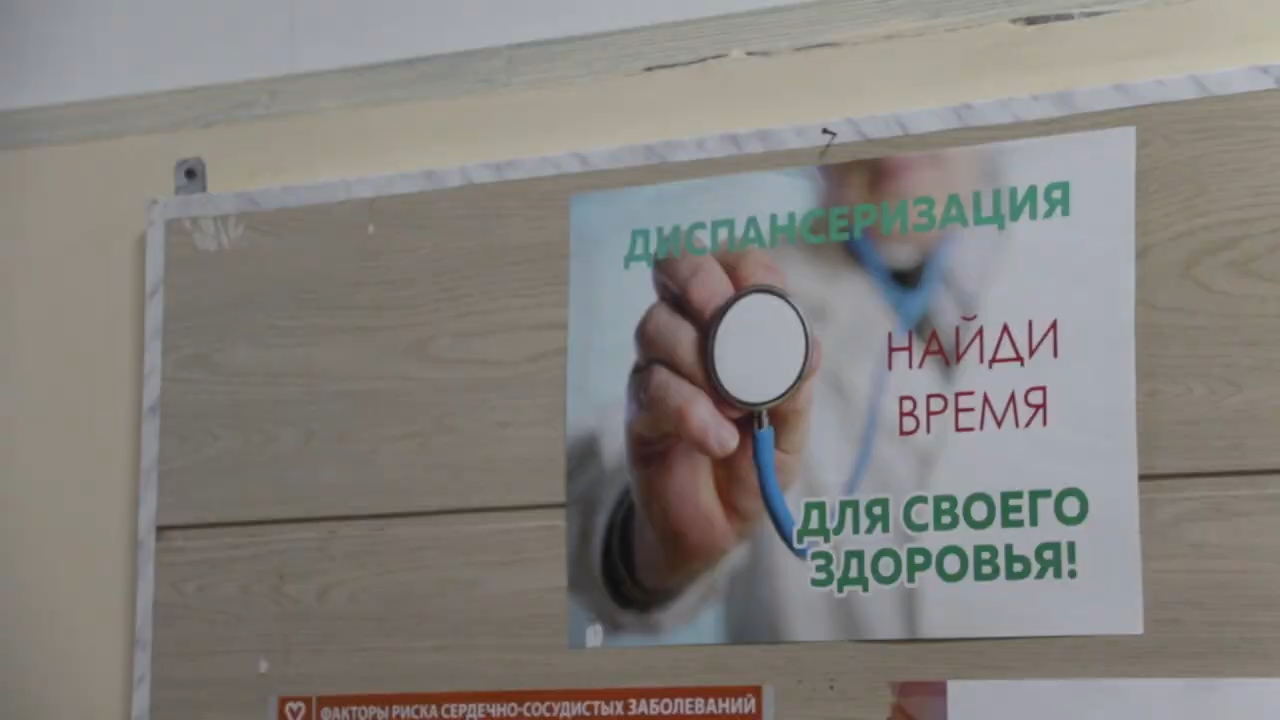 ДИСПАНСЕРИЗАЦИЯ
НАЙДИ
ВРЕМЯ
ДЛЯ СВОЕГО
ЗДОРОВЬЯ!
ФАКТОРЫ РИСКА СЕРДЕЧНО-СОСУДИСТЫХ ЗАБОЛЕВАНИЙ